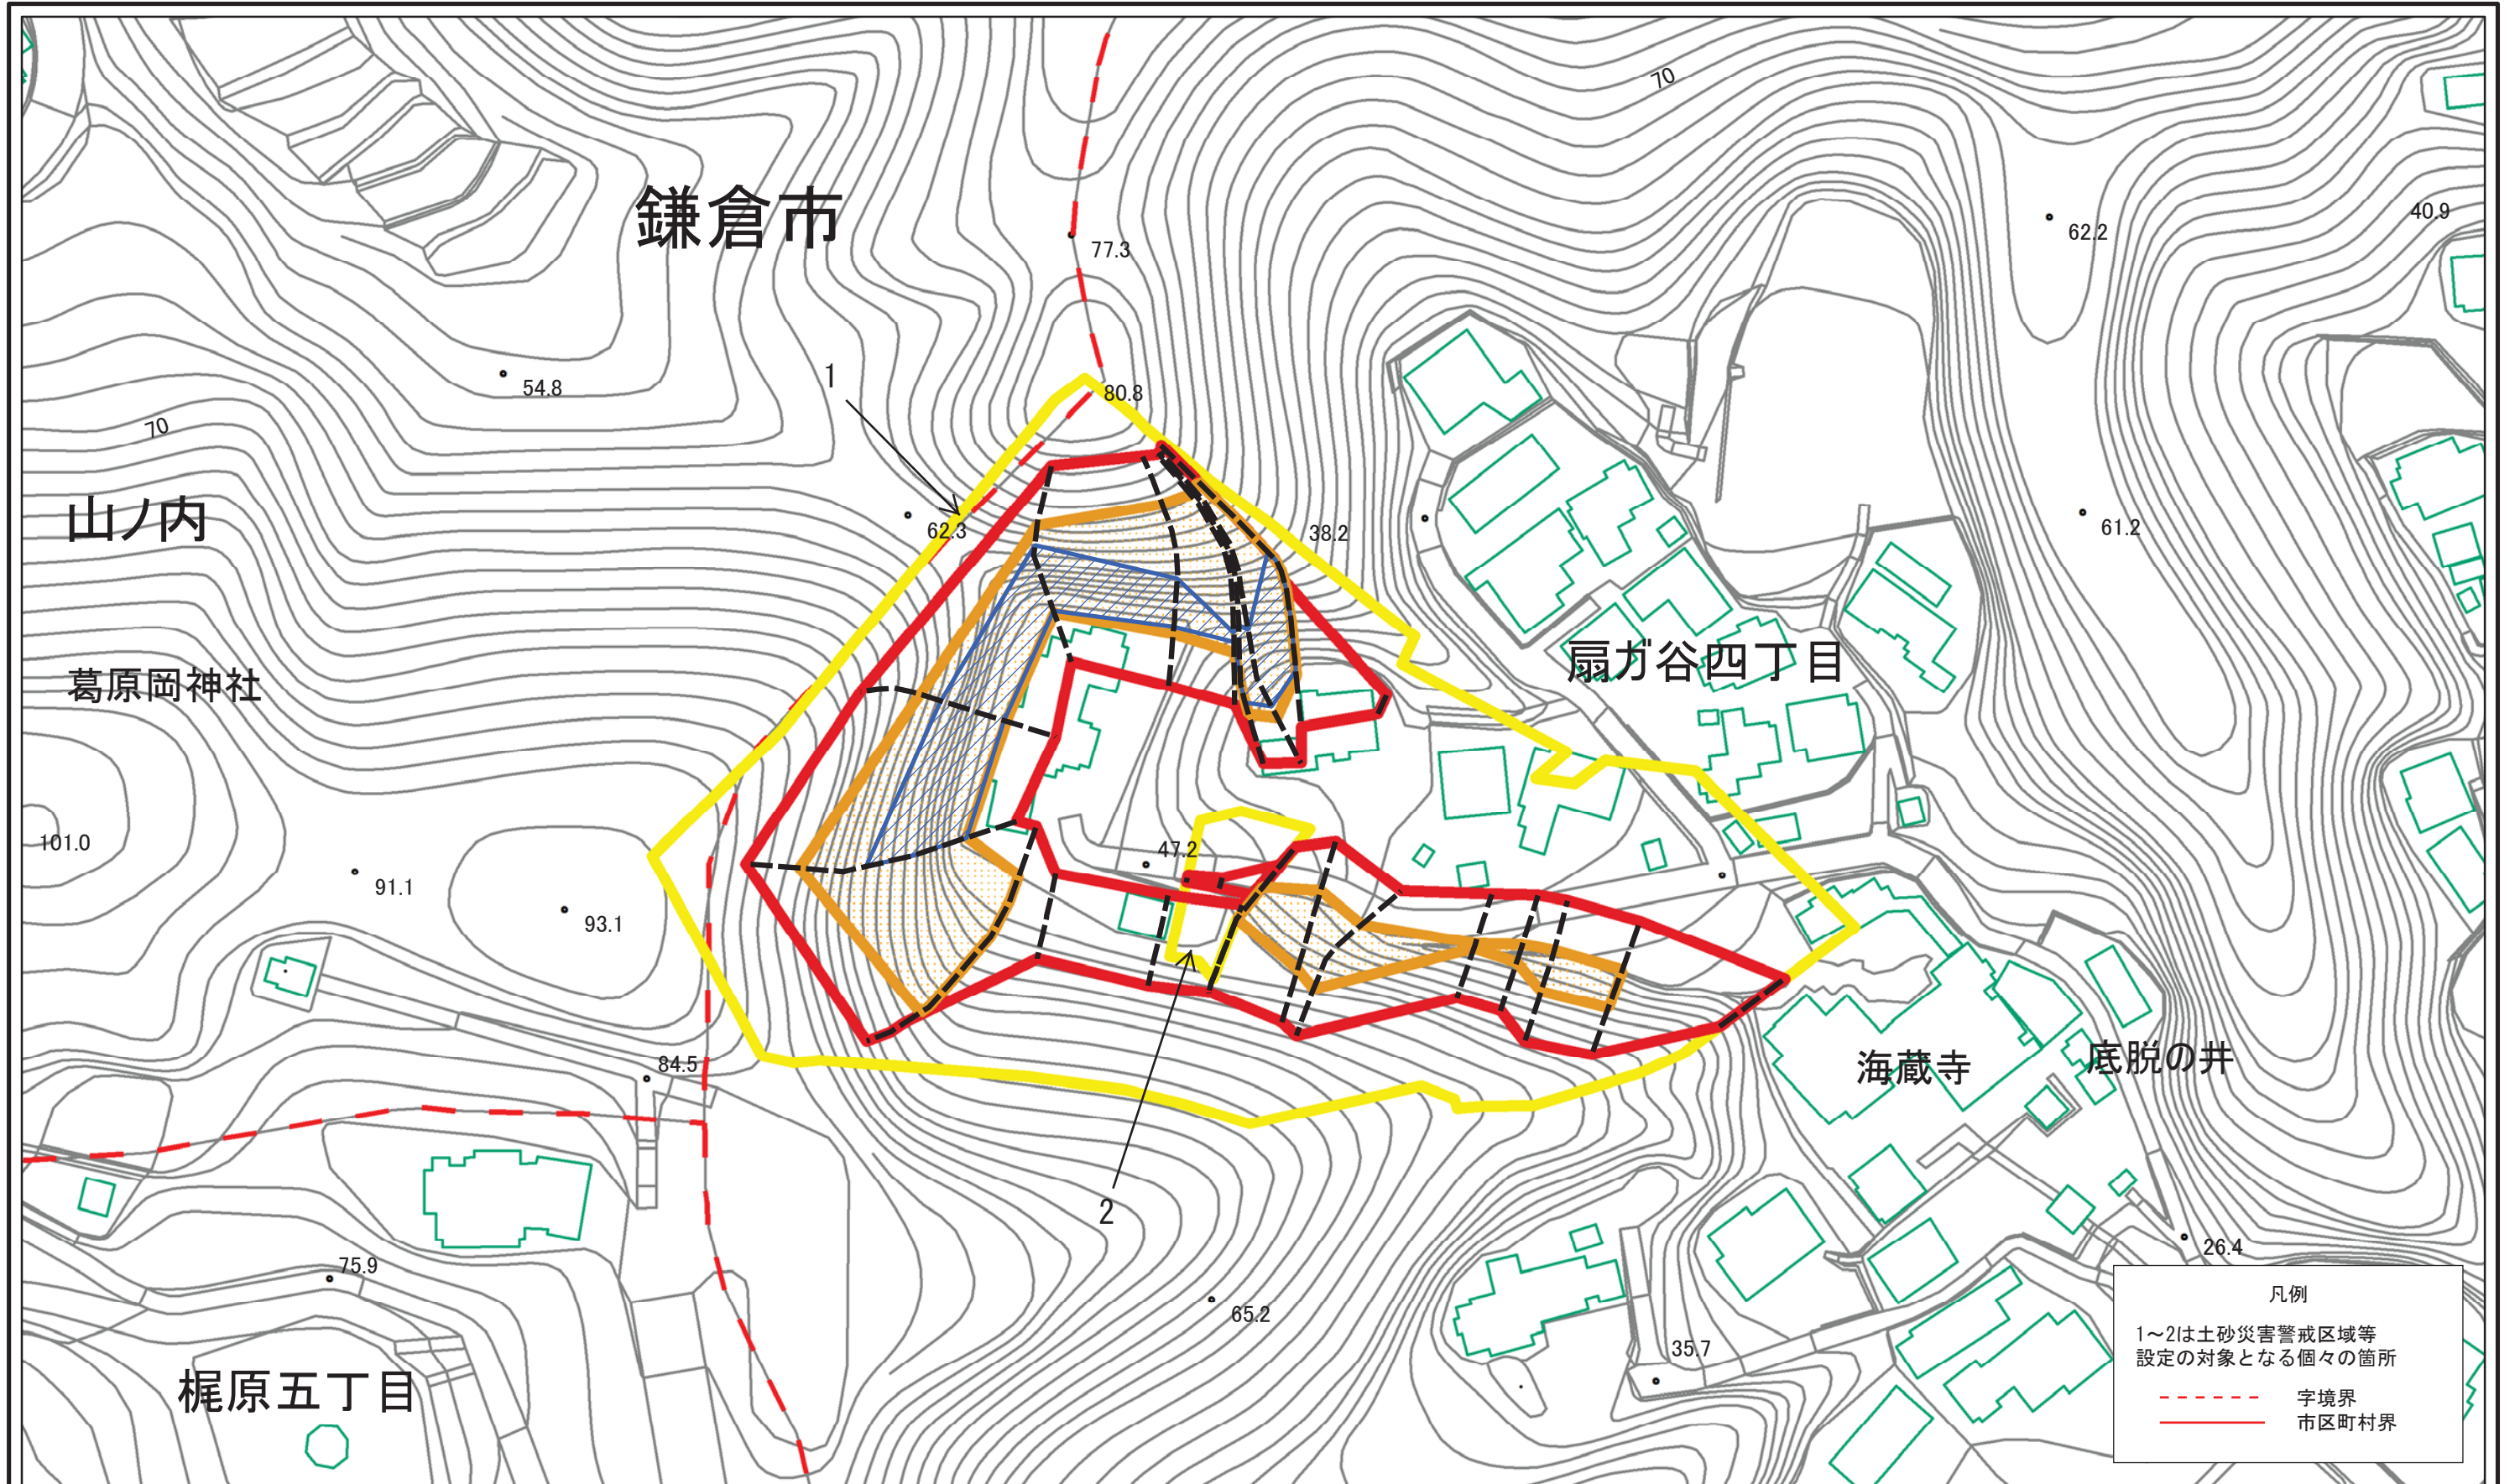 70
鎌倉市
40.9
62.2
77.3
1
54.8
80.8
70
山ノ内
62.3
38.2
61.2
扇ガ谷四丁目
葛原岡神社
101.0
47.2
91.1
93.1
84.5
海蔵寺
底脱の井
2
26.4
75.9
65.2
35.7
梶原五丁目
凡例
1～2は土砂災害警戒区域等
設定の対象となる個々の箇所
字境界
市区町村界